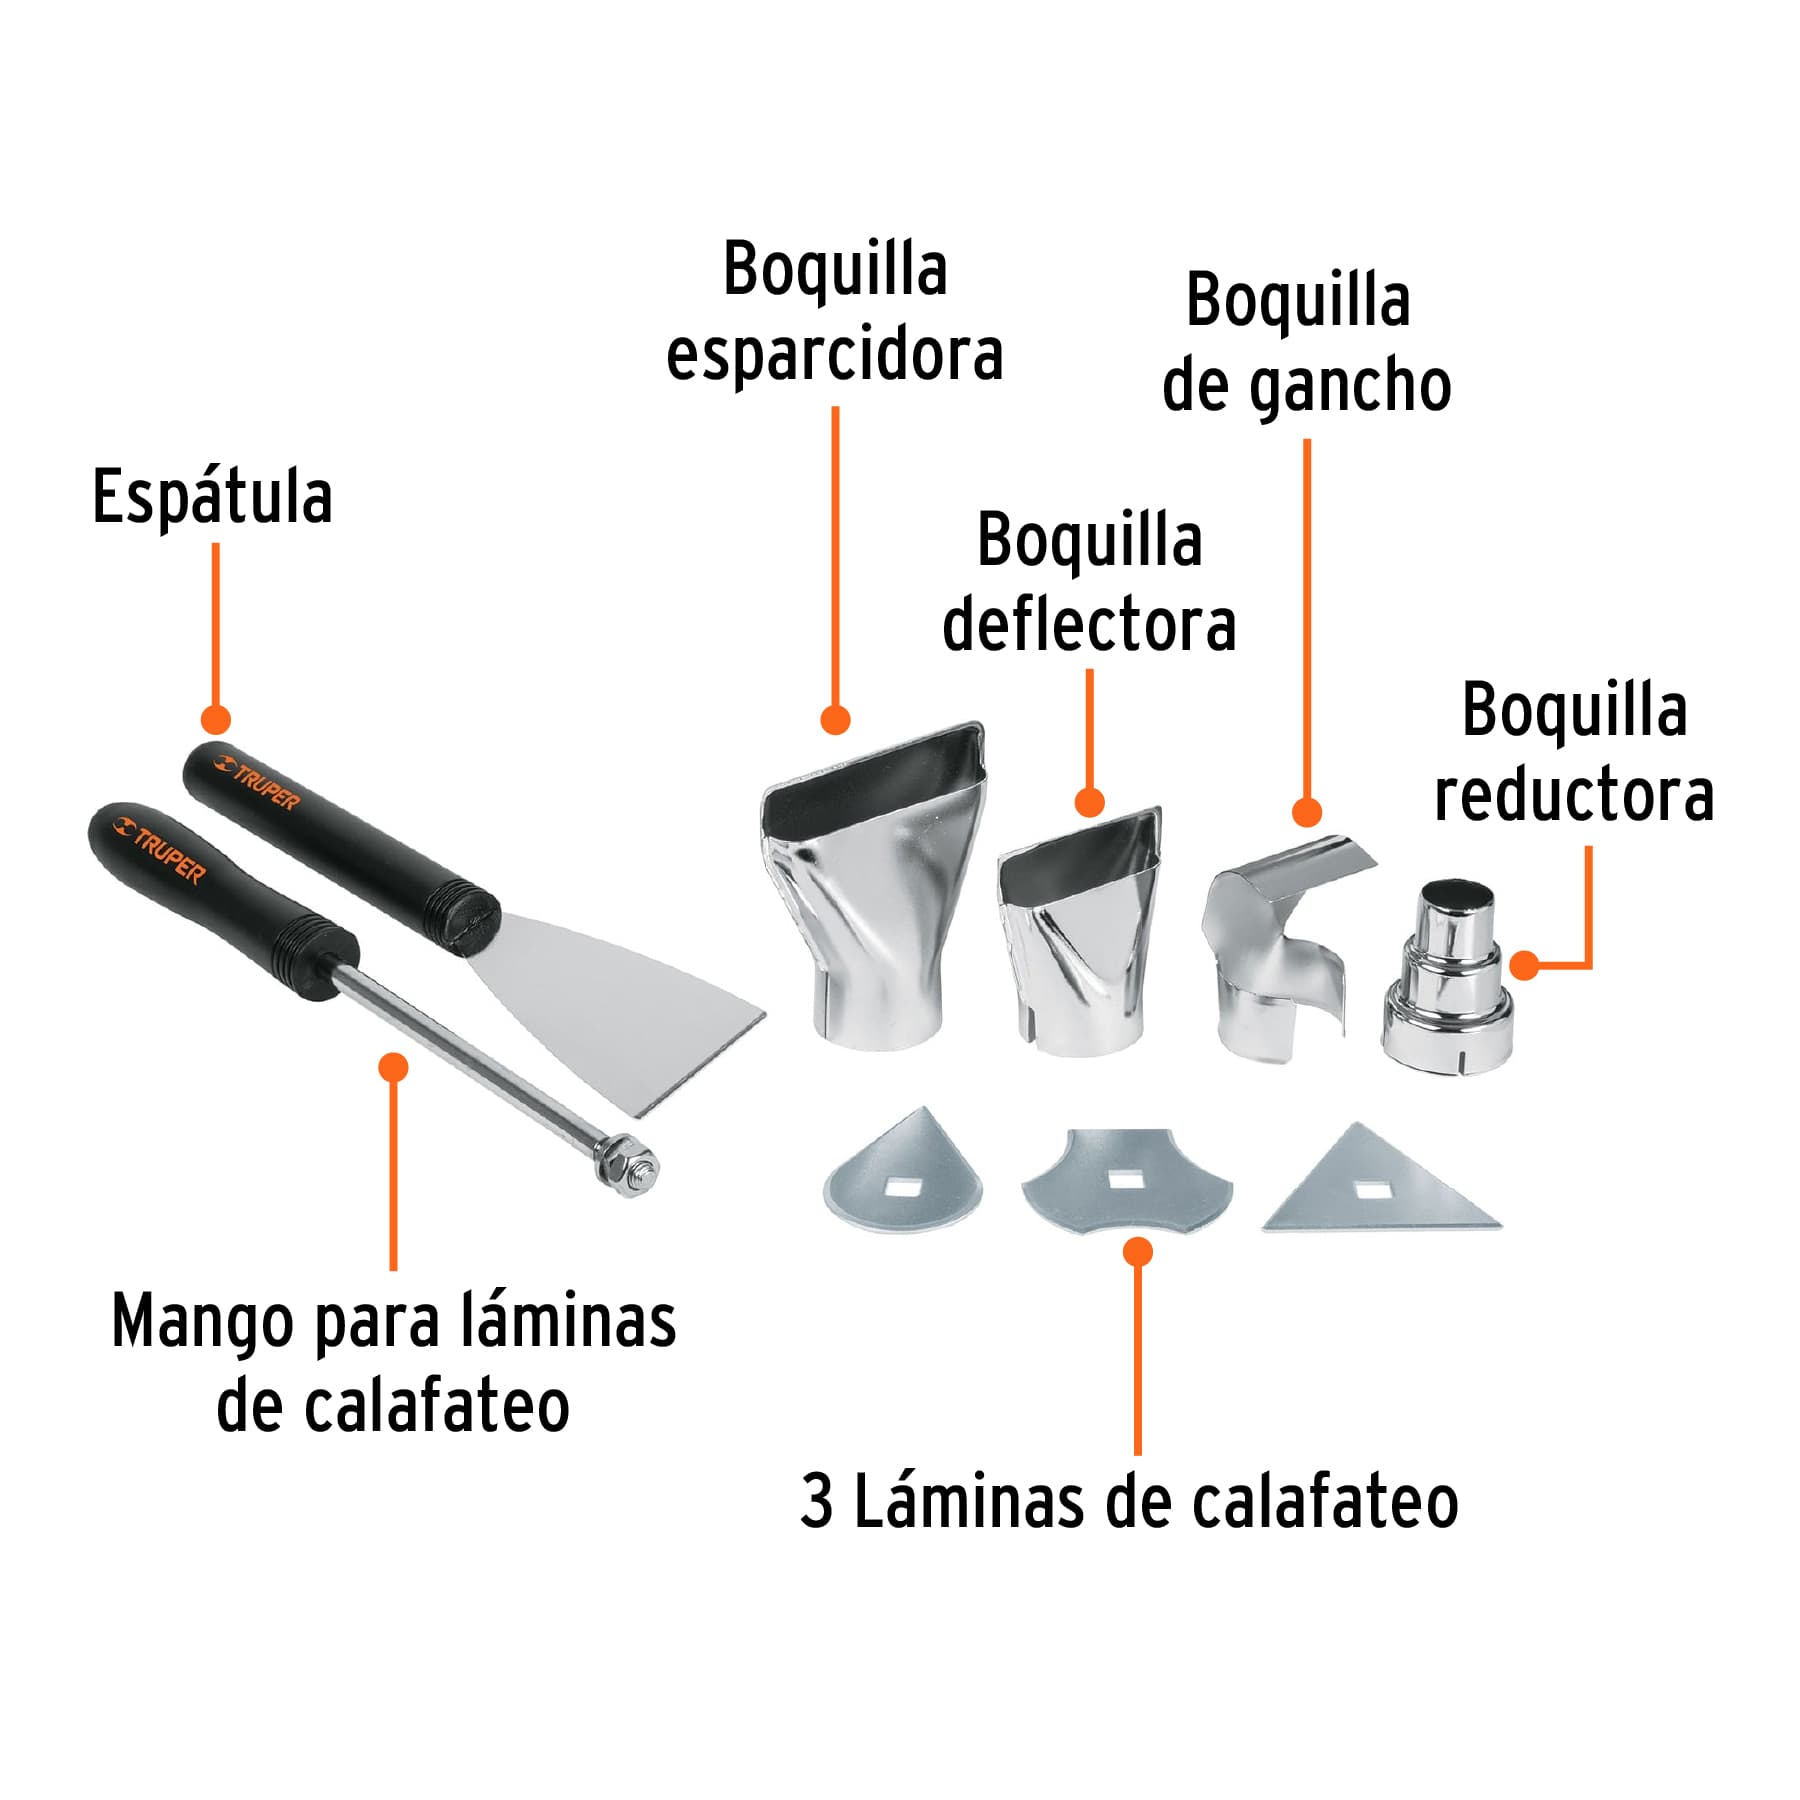 Boquilla
esparcidora
Boquilla
de gancho
Espátula
Boquilla
deflectora
Boquilla
reductora
TRUPER
TRUPER
Mango para láminas
de calafateo
3 Láminas de calafateo